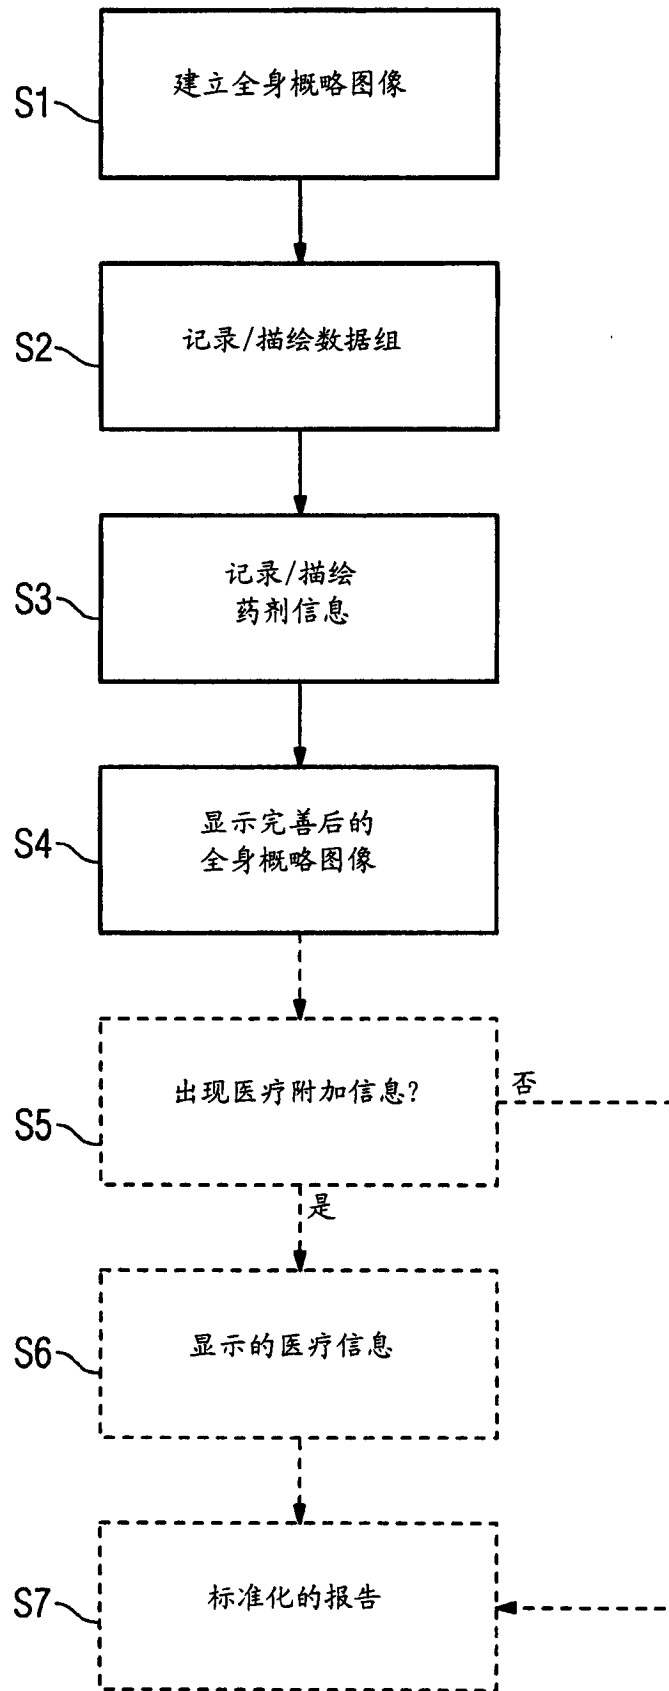 S1
建立全身概略图像
S2
记录/描绘数据组
S3
记录/描绘
药剂信息
S4
显示完善后的
全身概略图像
S5
出现医疗附加信息?
否
是
S6
显示的医疗信息
S7
标准化的报告